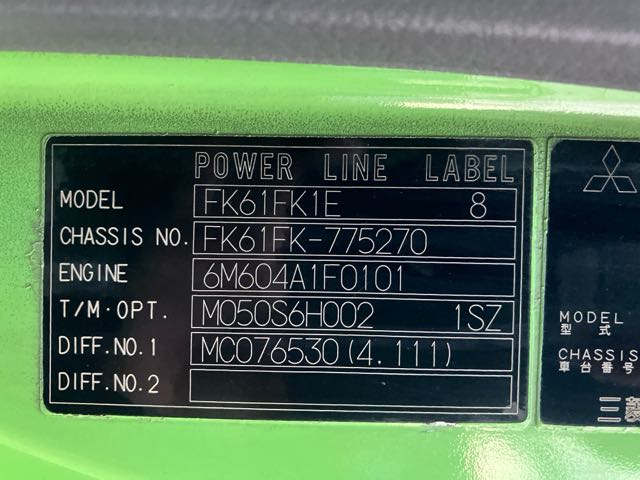 POWER LINE LABEL
MODEL FK61FK1E 8
CHASSIS NO. FK61FK-775270
ENGINE 6M604A1F0101
T/M·OPT. M050S6H002 1SZ
DIFF.NO.1 MC076530(4.111)
DIFF.NO.2
MODEL
型式
CHASSIS
車台番号
三菱